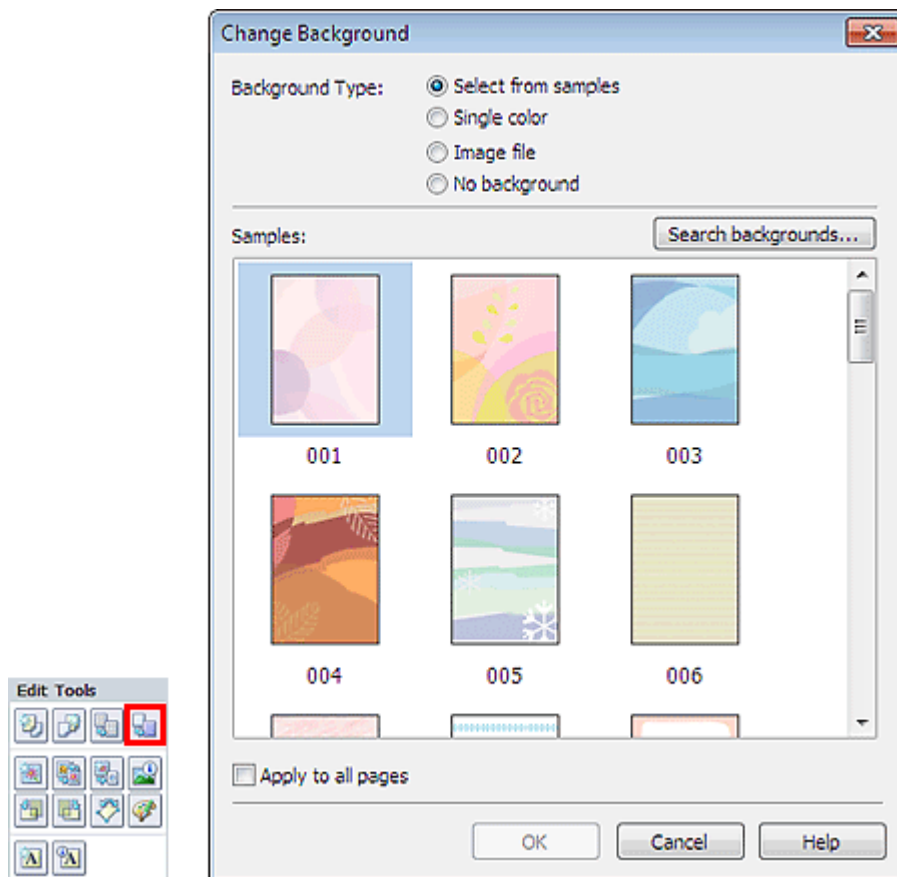 Change Background
Background Type:
Select from samples
Single color
Image file
No background
Samples:
Search backgrounds...
001 002 003
004 005 006
Edit Tools
Apply to all pages
OK Cancel Help
A A